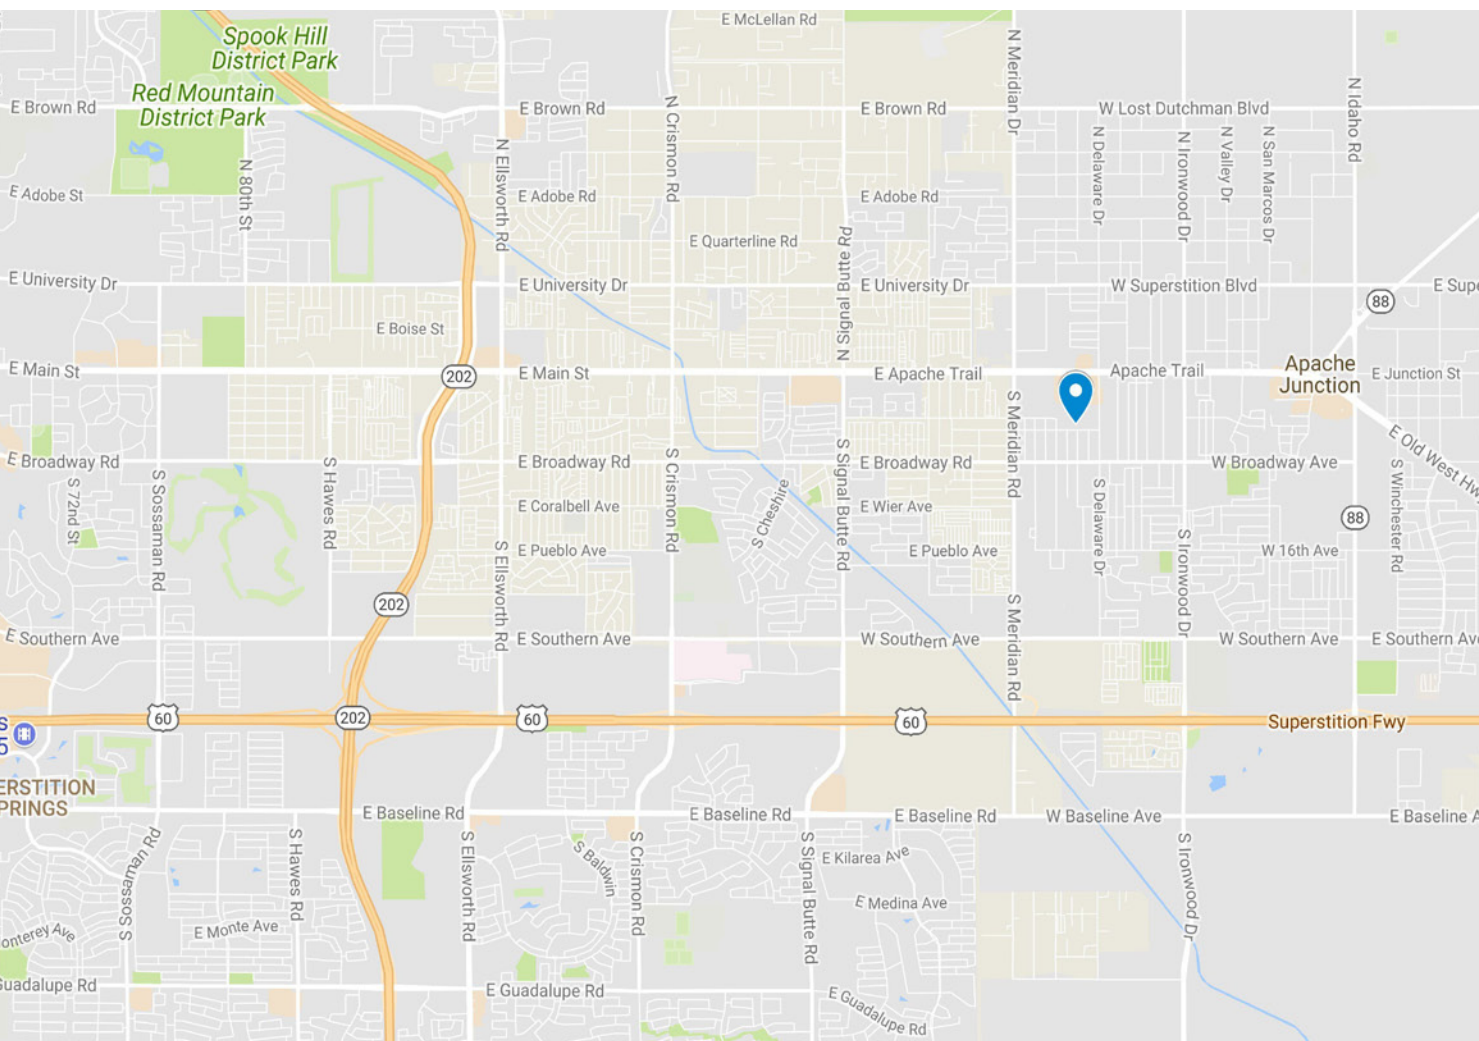 E McLellan Rd
Spook Hill
District Park
N Meridian Dr
Red Mountain
District Park
E Brown Rd
E Brown Rd
E Brown Rd
W Lost Dutchman Blvd
N Idaho Rd
N Crismon Rd
N Ellsworth Rd
N 80th St
N Delaware Dr
N Ironwood Dr
N Valley Dr
N San Marcos Dr
E Adobe St
E Adobe Rd
E Adobe Rd
E Quarterline Rd
N Signal Butte Rd
E University Dr
E University Dr
E University Dr
W Superstition Blvd
E Supe
88
E Boise St
E Main St
202
E Main St
E Apache Trail
Apache Trail
Apache
Junction
E Junction St
S Meridian Rd
E Old West Hwy
E Broadway Rd
E Broadway Rd
E Broadway Rd
W Broadway Ave
S 72nd St
S Sossaman Rd
S Hawes Rd
S Crismon Rd
S Cheshire
S Signal Butte Rd
S Delaware Dr
S Winchester Rd
E Coralbell Ave
E Wier Ave
88
S Ironwood Dr
E Pueblo Ave
E Pueblo Ave
W 16th Ave
S Ellsworth Rd
202
S Meridian Rd
E Southern Ave
E Southern Ave
W Southern Ave
W Southern Ave
E Southern Av
60
202
60
60
Superstition Fwy
S
5
ERSTITION
PRINGS
E Baseline Rd
E Baseline Rd
E Baseline Rd
W Baseline Ave
E Baseline A
S Sossaman Rd
S Hawes Rd
S Ellsworth Rd
S Baldwin
S Crismon Rd
S Signal Butte Rd
E Kilarea Ave
S Ironwood Dr
E Medina Ave
onterey Ave
E Monte Ave
Guadalupe Rd
E Guadalupe Rd
E Guadalupe Rd